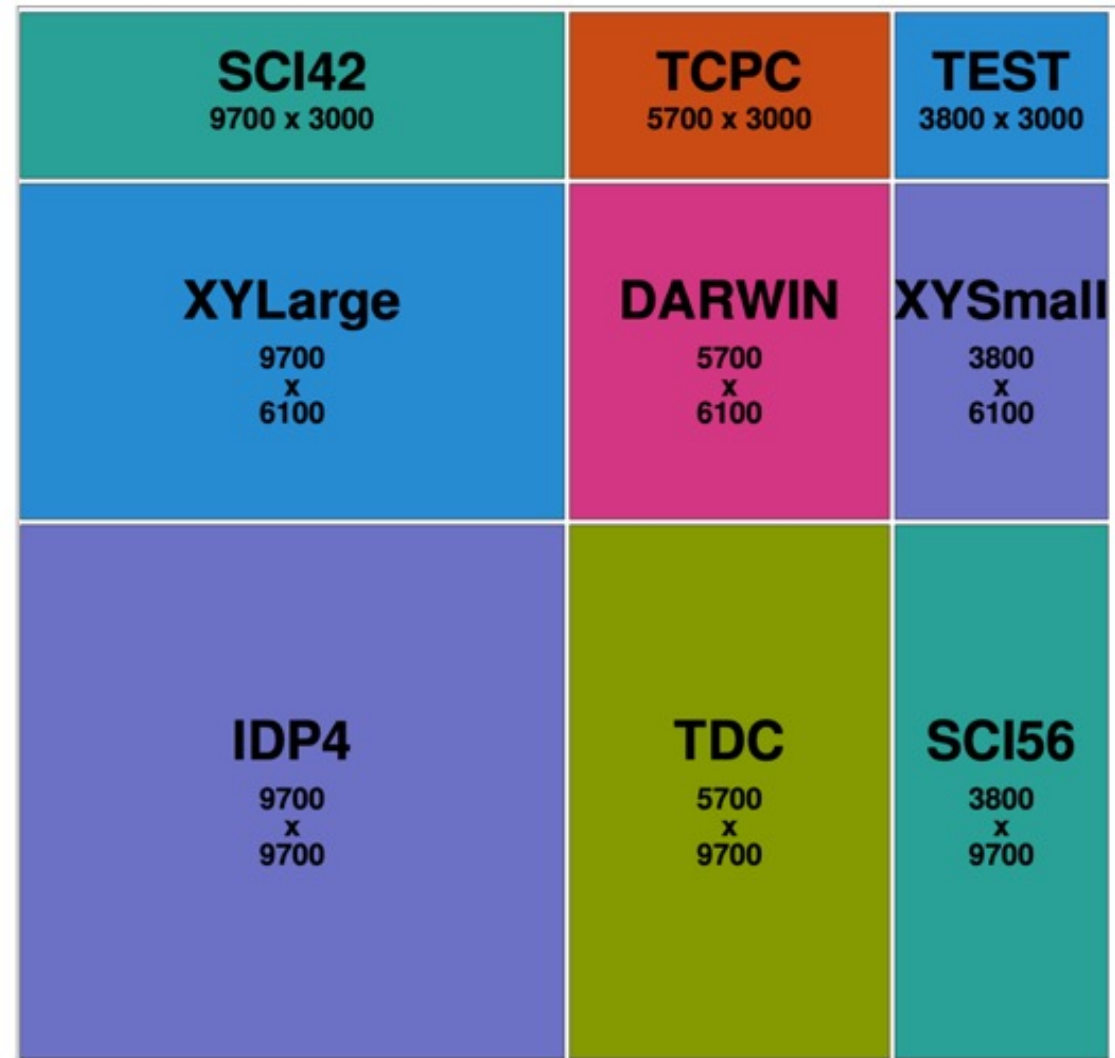 SCI42
9700 x 3000
TCPC
5700 x 3000
TEST
3800 x 3000
XYLarge
9700
x
6100
DARWIN
5700
x
6100
XYSmall
3800
x
6100
IDP4
9700
x
9700
TDC
5700
x
9700
SCI56
3800
x
9700